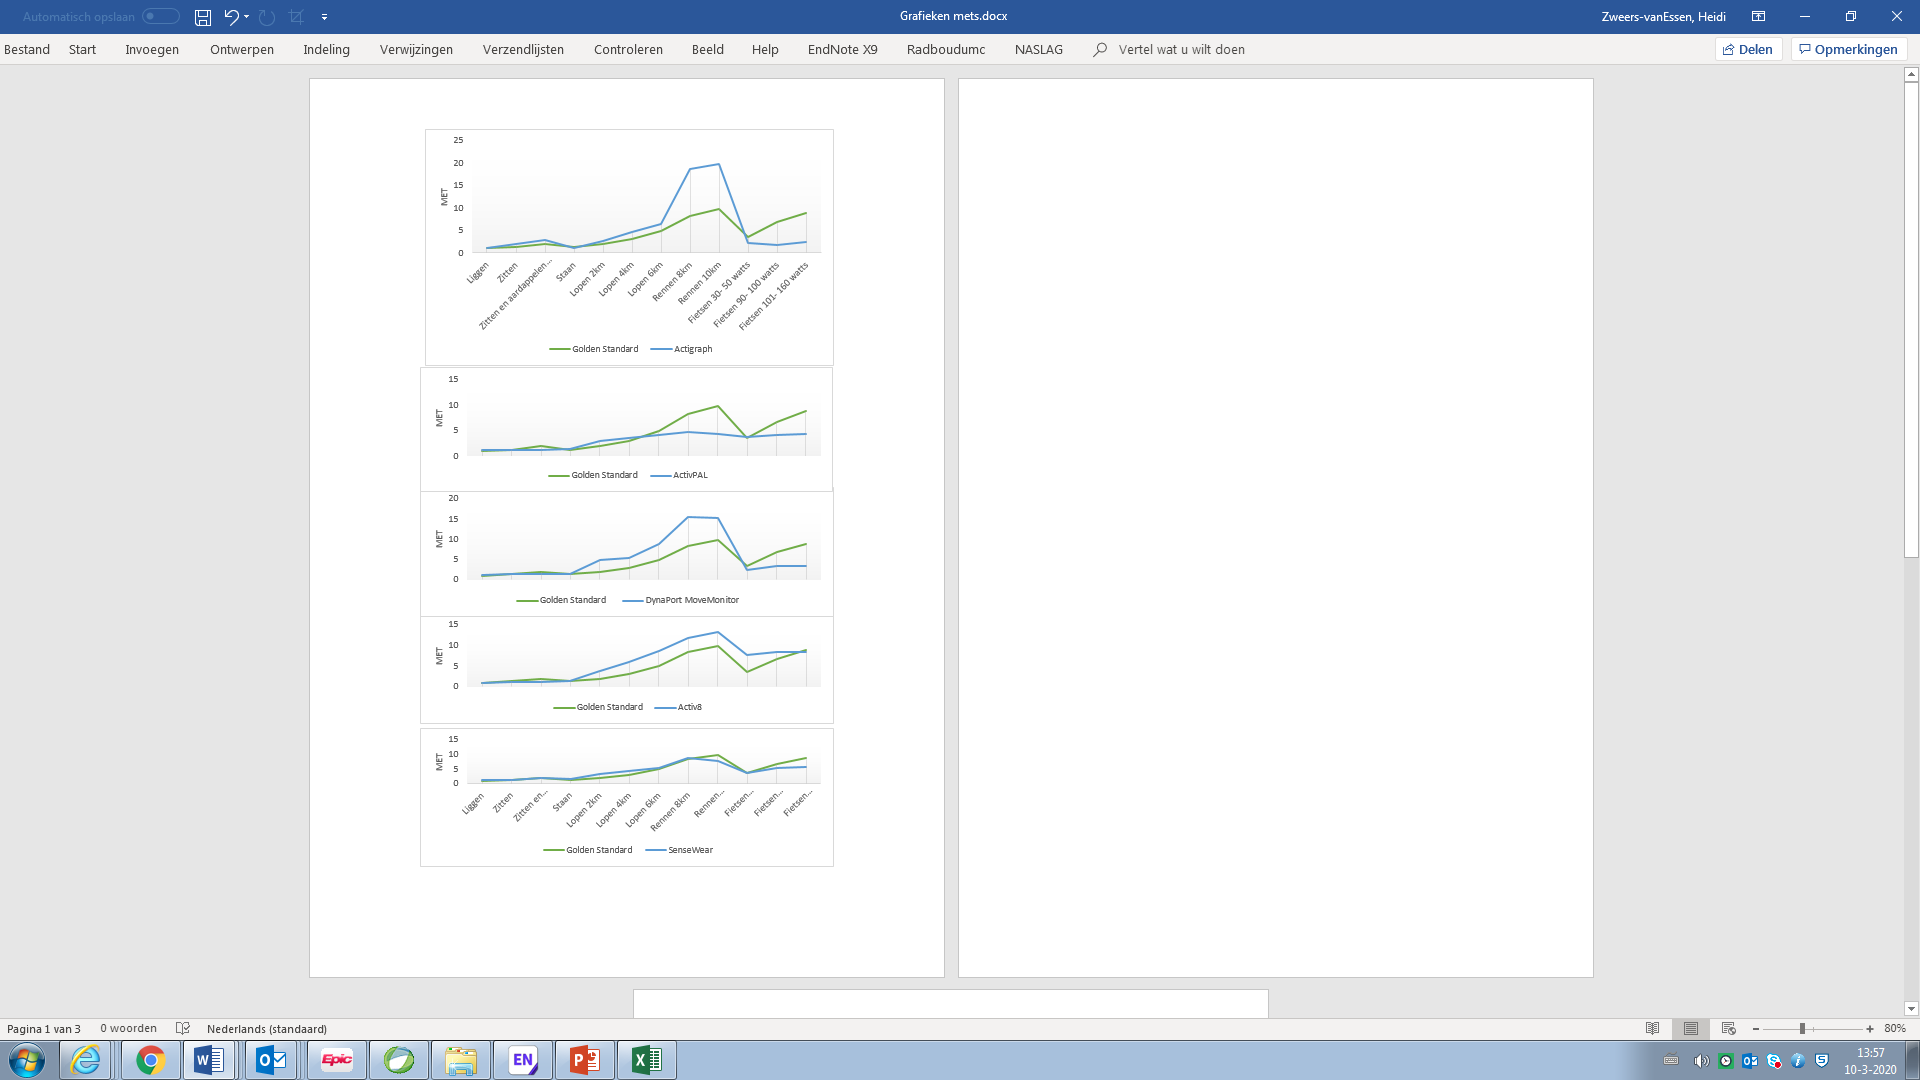 Automatisch opslaan
Grafieken mets.docx
Zweers-vanEssen, Heidi
Bestand Start Invoegen Ontwerpen Indeling Verwijzingen Verzendlijsten Controleren Beeld Help EndNote X9 Radboudumc NASLAG Vertel wat u wilt doen Delen Opmerkingen
25
20
15
10
5
0
MET
Liggen
Zitten
Zitten en aardappelen...
Staan
Lopen 2km
Lopen 4km
Lopen 6km
Rennen 8km
Rennen 10km
Fietsen 30- 50 watts
Fietsen 90- 100 watts
Fietsen 101- 160 watts
Golden Standard Actigraph
15
10
5
0
MET
Golden Standard ActivPAL
20
15
10
5
0
MET
Golden Standard DynaPort MoveMonitor
15
10
5
0
MET
Golden Standard Activ8
15
10
5
0
MET
Liggen
Zitten
Zitten en...
Staan
Lopen 2km
Lopen 4km
Lopen 6km
Rennen 8km
Rennen...
Fietsen...
Fietsen...
Fietsen...
Golden Standard SenseWear
Pagina 1 van 3 0 woorden Nederlands (standaard) 80%
Epic
EN
13:57
10-3-2020